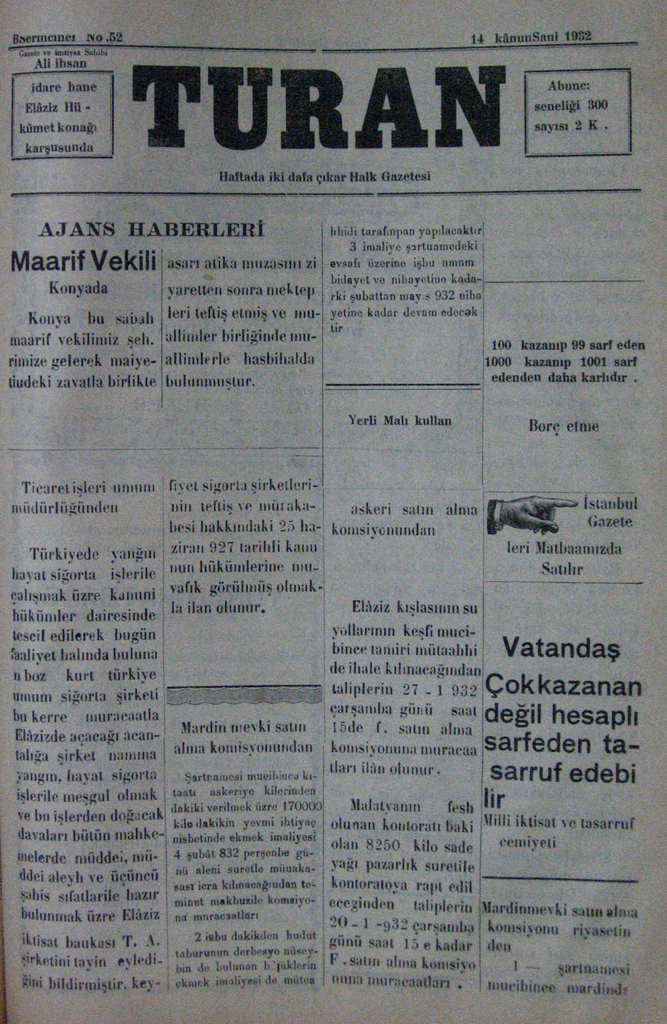 No .52
14 kânunSani 1932
Gazete ve imtiyaz Sahibi
Ali ihsan
idare hane
Elâziz Hü -
kûmet konağı
karşusunda
TURAN
Abune:
seneliği 300
sayısı 2 K .
Haftada iki dafa çıkar Halk Gazetesi
AJANS HABERLERİ
Maarif Vekili
Konyada
Konya bu sabah
maarif vekilimiz şeh.
rimize gelerek maiye-
tiudeki zavatla birlikte
asarı atika muzasını zi
yaretten sonra mektep
leri teftiş etmiş ve mu-
allimler birliğinde mu-
allimlerle hasbihalda
bulunmuştur.
Ticaret işleri umum
müdürlüğünden
Türkiyede yangın
hayat siğorta işlerile
çalışmak üzre kanuni
hükümler dairesinde
tescil edilerek bugün
faaliyet halında buluna
n boz kurt türkiye
umum siğorta şirketi
bu kerre muracaatla
Elâzizde açacağı acan-
talığa şirket namına
yangın, hayat sigorta
işlerile meşgul olmak
ve bu işlerden doğacak
davaları bütün mahke-
melerde müddei, mü-
ddei aleyh ve üçüncü
şahis sıfatlarile hazır
bulunmak üzre Elâziz
iktisat baukası T. A.
şirketini tayin eyledi-
ğini bildirmiştir. key-
fiyet sigorta şirketleri-
nin teftiş ve müraka-
besi hakkındaki 25 ha-
ziran 927 tarihli kanu
nun hükümlerine mu-
vafık görülmüş olmak-
la ilan olunur.
Mardin mevki satın
alma komisyonundan
Şartnamesi mucibince kı-
taatı askeriye kilerinden
dakiki verilmek üzre 170000
kilo dakikin yevmi ihtiyaç
nisbetinde ekmek imaliyesi
4 şubât 832 perşenbe gü-
nü aleni suretle münaka-
sası icra kılınacağından te-
minat makbuzile komsiyo-
na muracaatları
2 isbu dakikden hudut
taburunun derbesye nüsey-
bin de bulunan bölüklerin
ekmek imaliyesi de mütea
hhidi tarafınpan yapılacaktır
3 imaliye şartnamedeki
evsafı üzerine işbu umum
bidayet ve nihayetine kada-
rki şubattan may.s 932 niha
yetine kadar devam edecek
tir
Yerli Malı kullan
askeri satın alma
komsiyonundan
Elâziz kışlasının su
yollarının keşfi muci-
bince tamiri mütaahhi
de ihale kılınacağından
taliplerin 27 - 1 932
çarşamba günü saat
15de f. satın alma
komisiyonuna muracaa
tları ilân olunur .
Malatyanın fesh
olunan kontoratı baki
olan 8250 kilo sade
yağı pazarlık suretile
kontoratoya rapt edil
eceginden taliplerin
20 - 1 -932 çarşamba
günü saat 15 e kadar
F . satın alma komsiyo
nuna muracaatları .
100 kazanıp 99 sarf eden
1000 kazanıp 1001 sarf
edenden daha karlıdır .
Borç etme
İstanbul
Gazete
leri Matbaamızda
Satılır
Vatandaş
Çokkazanan
değil hesaplı
sarfeden ta-
sarruf edebi
lir
Milli iktisat ve tasarruf
cemiyeti
Mardinmevki satın alma
komsiyonu riyasetin
den
1 — şartnamesi
mucibince mardinde